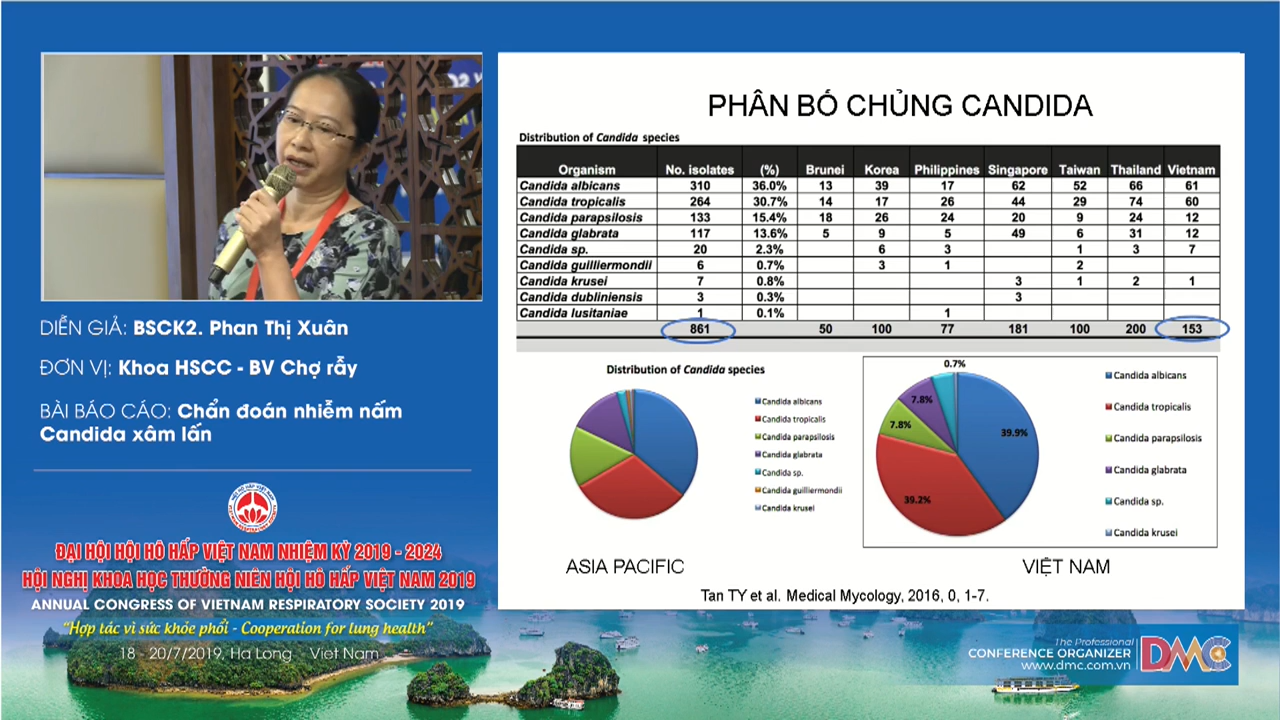 DIỄN GIẢ: BSCK2. Phan Thị Xuân
ĐƠN VỊ: Khoa HSCC - BV Chợ rẫy
BÀI BÁO CÁO: Chẩn đoán nhiễm nấm
Candida xâm lấn
ĐẠI HỘI HỘI HÔ HẤP VIỆT NAM NHIỆM KỲ 2019 - 2024
HỘI NGHỊ KHOA HỌC THƯỜNG NIÊN HỘI HÔ HẤP VIỆT NAM 2019
ANNUAL CONGRESS OF VIETNAM RESPIRATORY SOCIETY 2019
"Hợp tác vì sức khỏe phổi - Cooperation for lung health"
18 - 20/7/2019, Ha Long Viet Nam
PHÂN BỐ CHỦNG CANDIDA
Distribution of Candida species
Organism No. isolates (%) Brunei Korea Philippines Singapore Taiwan Thailand Vietnam
Candida albicans 310 36.0% 13 39 17 62 52 66 61
Candida tropicalis 264 30.7% 14 17 26 44 29 74 60
Candida parapsilosis 133 15.4% 18 26 24 20 9 24 12
Candida glabrata 117 13.6% 5 9 5 49 6 31 12
Candida sp. 20 2.3% 6 3 1 3 7
Candida guilliermondii 6 0.7% 3 1 2
Candida krusei 7 0.8% 3 1 2 1
Candida dubliniensis 3 0.3% 3
Candida lusitaniae 1 0.1% 1
861 50 100 77 181 100 200 153
Distribution of Candida species
Candida albicans
Candida tropicalis
Candida parapsilosis
Candida glabrata
Candida sp.
Candida guilliermondii
Candida krusei
ASIA PACIFIC
0.7%
7.8%
7.8%
39.9%
39.2%
Candida albicans
Candida tropicalis
Candida parapsilosis
Candida glabrata
Candida sp.
Candida krusei
VIỆT NAM
Tan TY et al. Medical Mycology, 2016, 0, 1-7.
The Professional
CONFERENCE ORGANIZER
www.dmc.com.vn
DMC